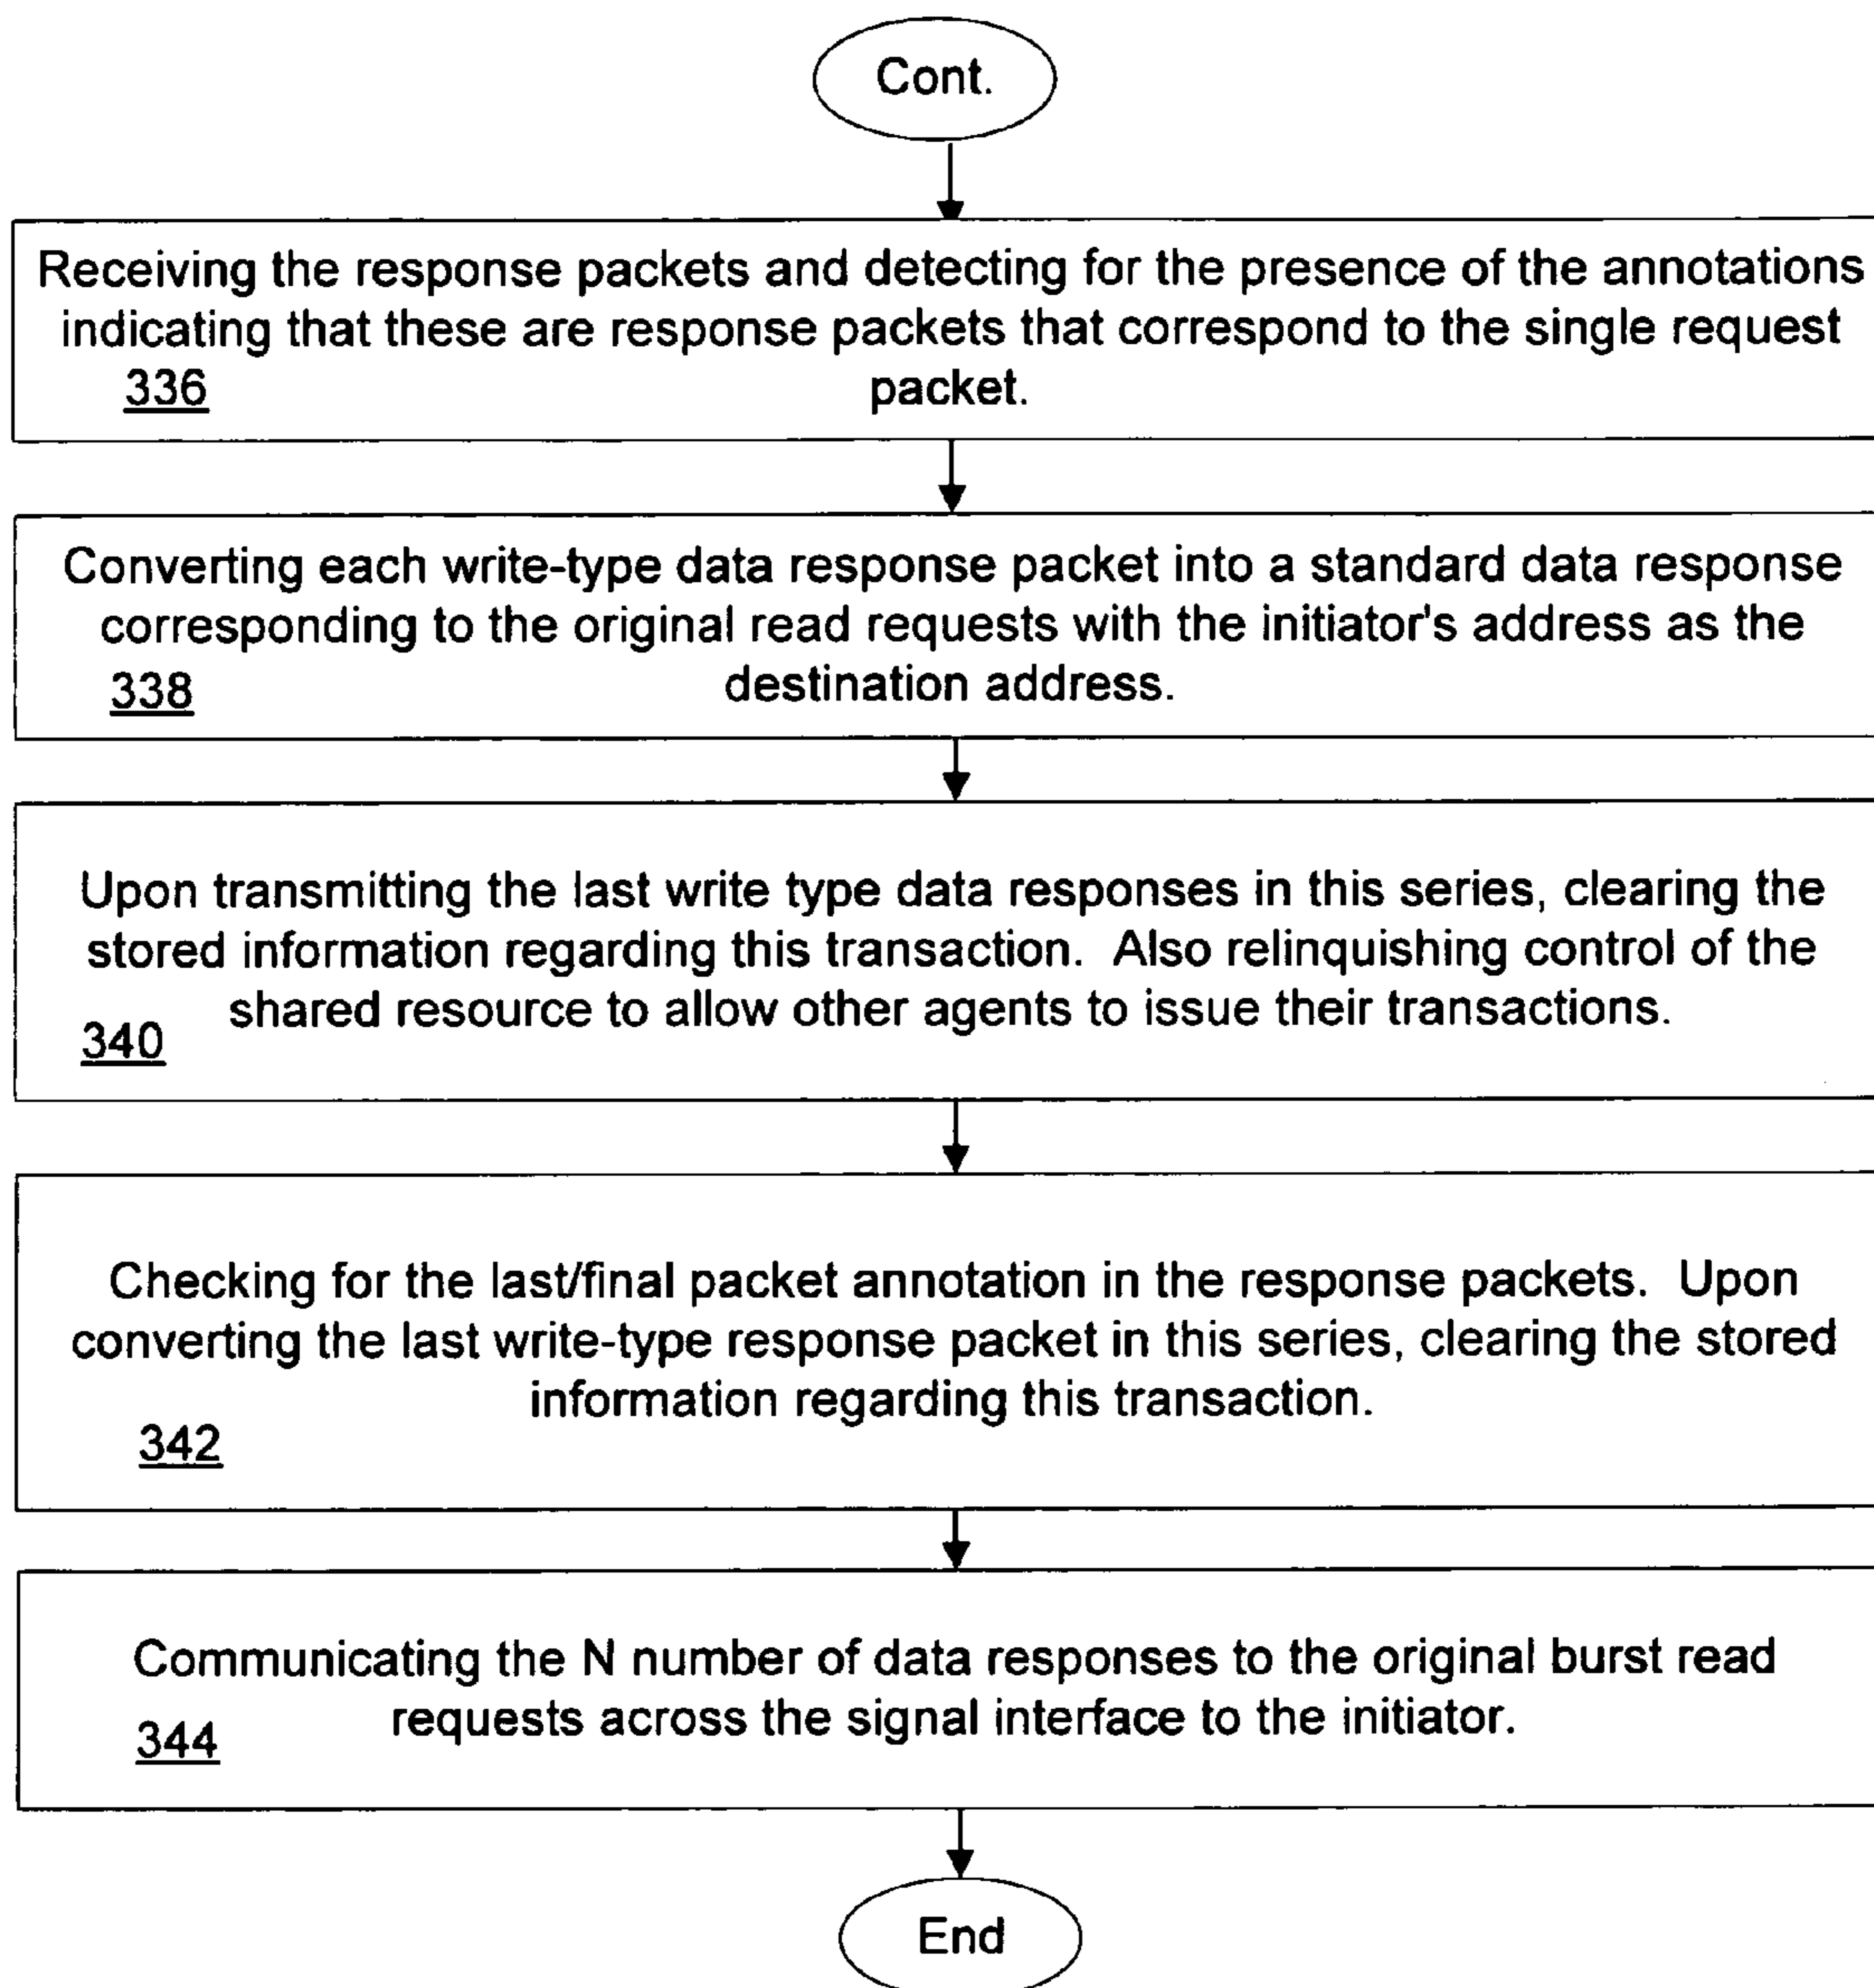 Cont.
Receiving the response packets and detecting for the presence of the annotations
indicating that these are response packets that correspond to the single request
336
packet.
Converting each write-type data response packet into a standard data response
corresponding to the original read requests with the initiator's address as the
338
destination address.
Upon transmitting the last write type data responses in this series, clearing the
stored information regarding this transaction.  Also relinquishing control of the
shared resource to allow other agents to issue their transactions.
340
Checking for the last/final packet annotation in the response packets.  Upon
converting the last write-type response packet in this series, clearing the stored
information regarding this transaction.
342
Communicating the N number of data responses to the original burst read
requests across the signal interface to the initiator.
344
End